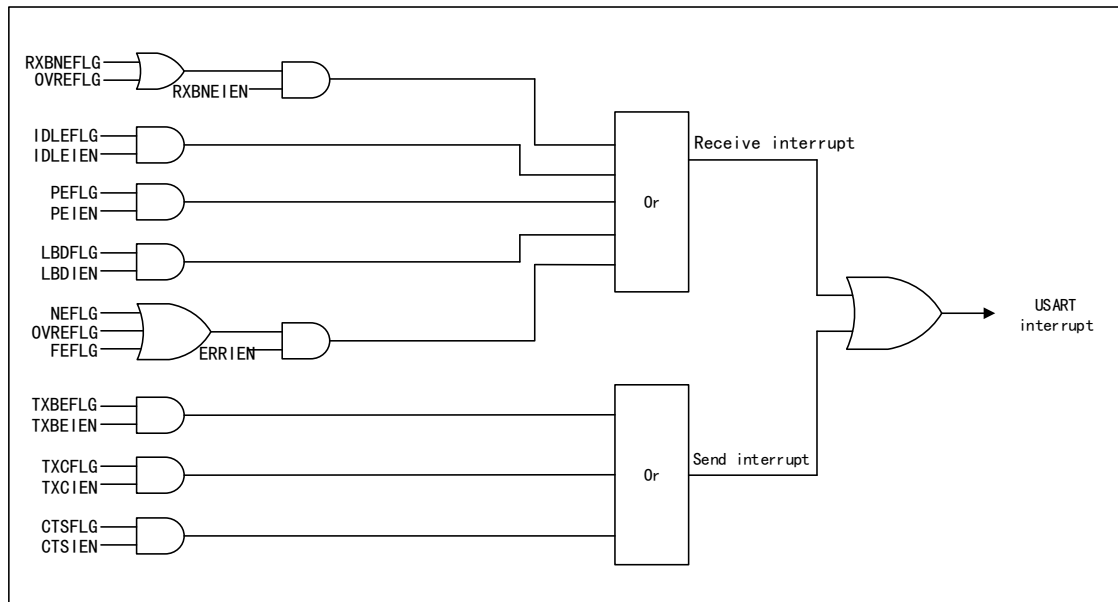 RXBNEFLG
OVREFLG
RXBNEIEN
IDLEFLG
IDLEIEN
PEFLG
PEIEN
LBDFLG
LBDIEN
NEFLG
OVREFLG
FEFLG
ERRIEN
TXBEFLG
TXBEIEN
TXCFLG
TXCIEN
CTSFLG
CTSIEN
Or
Receive interrupt
Or
Send interrupt
USART
interrupt